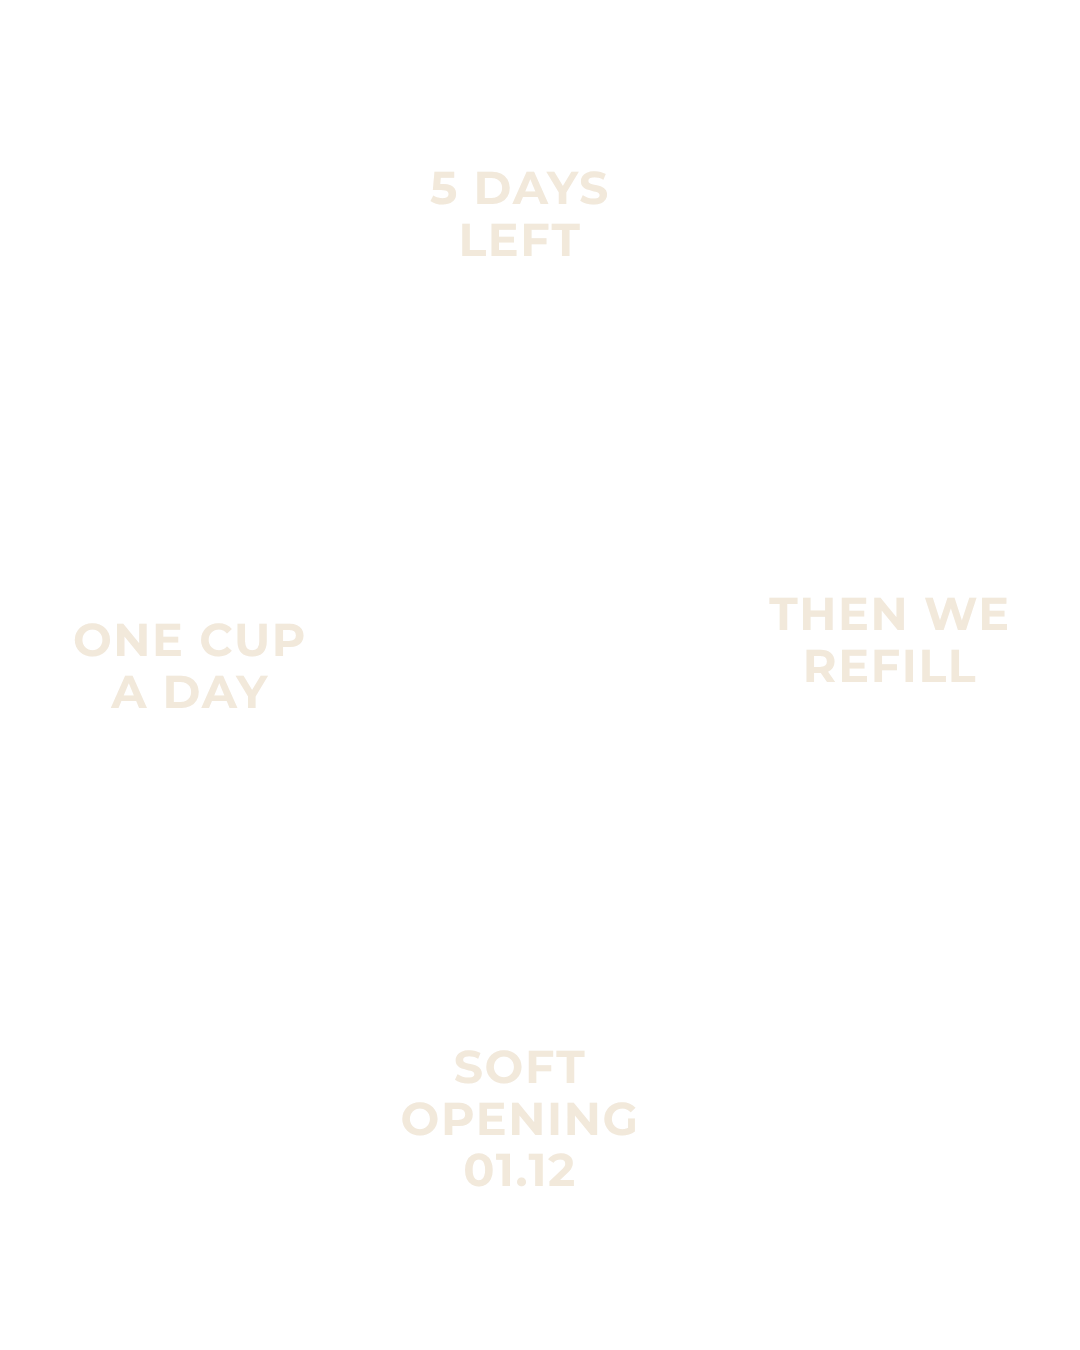 5 DAYS
LEFT
ONE CUP
A DAY
THEN WE
REFILL
SOFT
OPENING
01.12